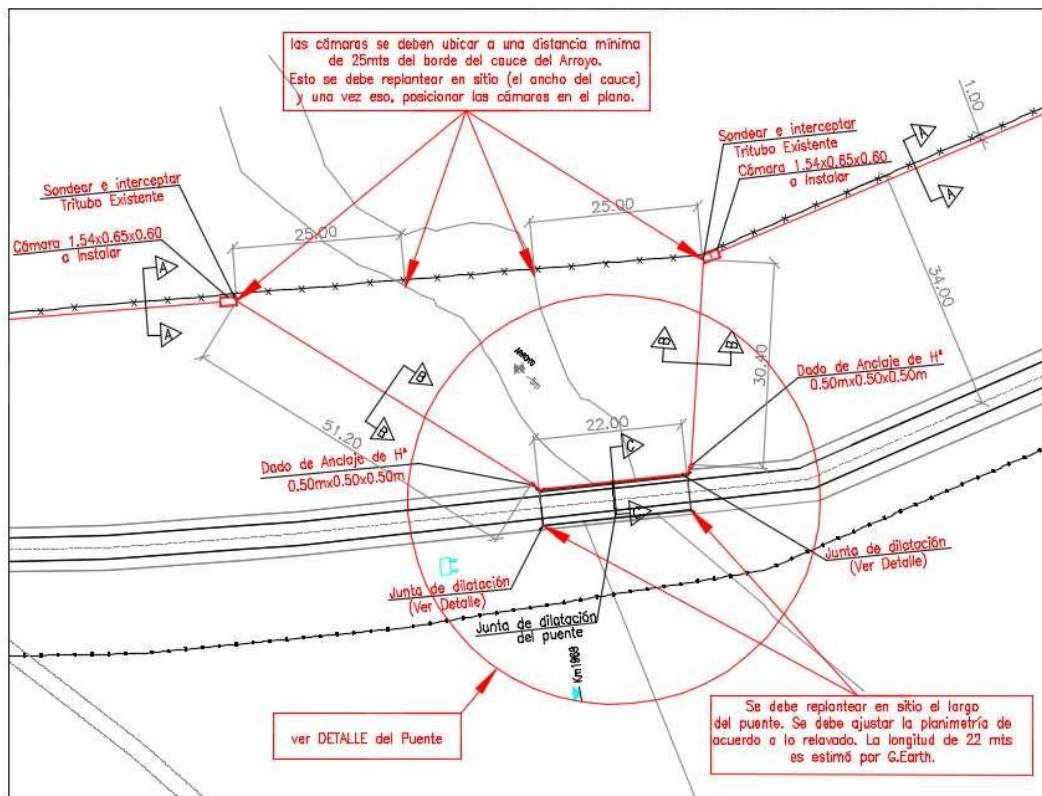 las cámaras se deben ubicar a una distancia mínima
de 25mts del borde del cauce del Arroyo.
Esto se debe replantear en sitio (el ancho del cauce)
y una vez eso, posicionar las cámaras en el plano.
1.00
Sondear e interceptar
Tritubo Existente
Cámara 1.54x0.65x0.60
a Instalar
A
A
Sondear e interceptar
Tritubo Existente
Cámara 1.54x0.65x0.60
a Instalar
25.00
25.00
A
A
34.00
30.40
B
B
Arroyo
B
B
51.20
Dado de Anclaje de Hª
0.50mx0.50x0.50m
22.00
C
C
Dado de Anclaje de Hª
0.50mx0.50x0.50m
Junta de dilatación
(Ver Detalle)
Junta de dilatación
(Ver Detalle)
Junta de dilatación
del puente
Km1969
ver DETALLE del Puente
Se debe replantear en sitio el largo
del puente. Se debe ajustar la planimetría de
acuerdo a lo relavado. La longitud de 22 mts
es estimó por G.Earth.